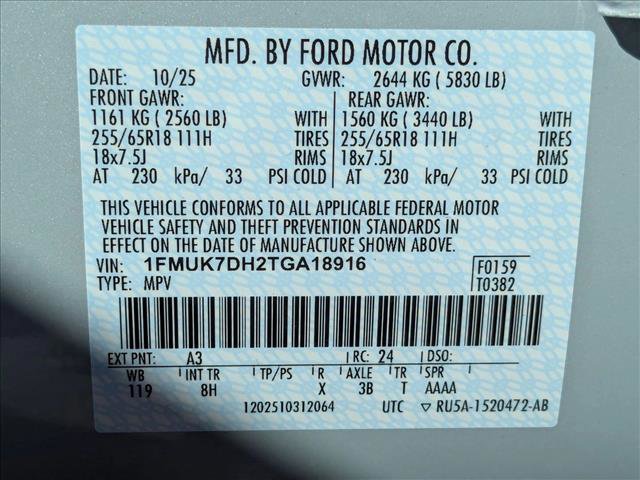 MFD. BY FORD MOTOR CO.
DATE: 10/25 GVWR: 2644 KG ( 5830 LB)
FRONT GAWR: REAR GAWR:
1161 KG ( 2560 LB) WITH 1560 KG ( 3440 LB) WITH
255/65R18 111H TIRES 255/65R18 111H TIRES
18x7.5J RIMS 18x7.5J RIMS
AT 230 kPa/ 33 PSI COLD AT 230 kPa/ 33 PSI COLD
THIS VEHICLE CONFORMS TO ALL APPLICABLE FEDERAL MOTOR
VEHICLE SAFETY AND THEFT PREVENTION STANDARDS IN
EFFECT ON THE DATE OF MANUFACTURE SHOWN ABOVE.
VIN: 1FMUK7DH2TGA18916 F0159
TYPE: MPV T0382
EXT PNT: A3 RC: 24 DSO:
WB INT TR TP/PS R AXLE TR SPR
119 8H X 3B T AAAA
1202510312064 UTC ▽ RU5A-1520472-AB